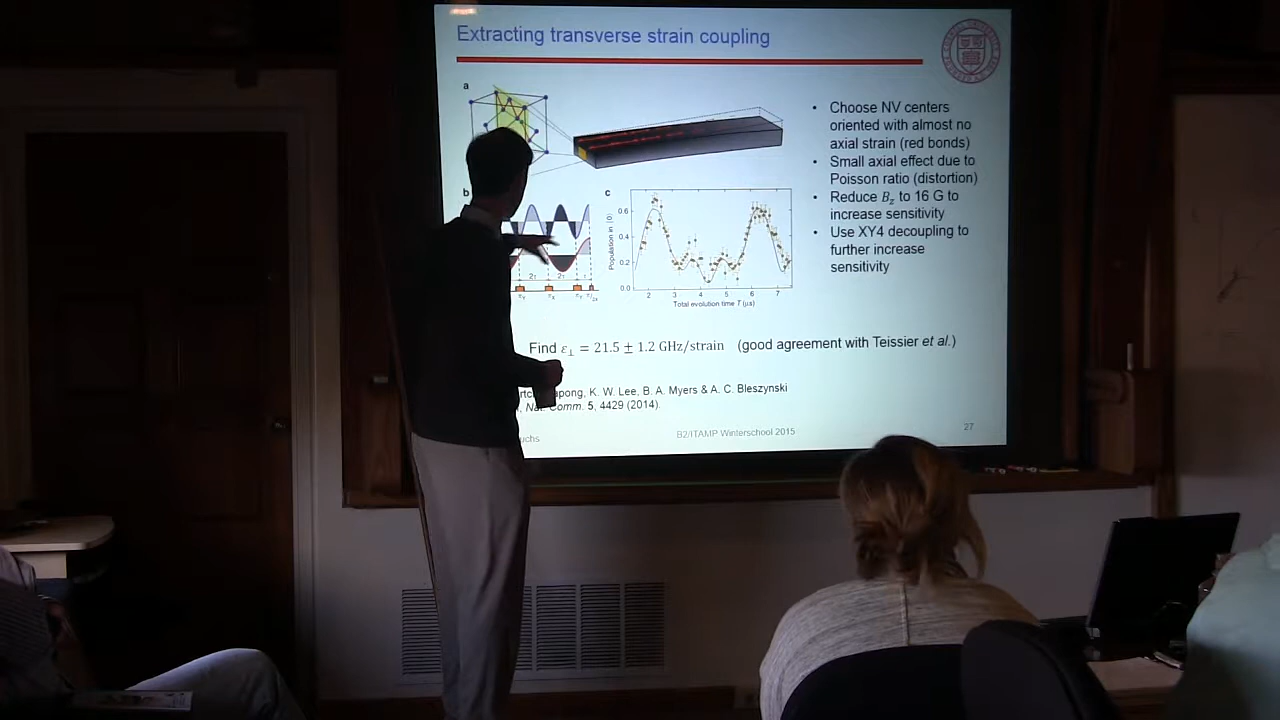 Extracting transverse strain coupling
a
• Choose NV centers
oriented with almost no
axial strain (red bonds)
• Small axial effect due to
Poisson ratio (distortion)
• Reduce B_z to 16 G to
increase sensitivity
• Use XY4 decoupling to
further increase
sensitivity
b
2τ 2τ τ
c
Population in |0⟩
0.6
0.4
0.2
0.0
2 3 4 5 6 7
Total evolution time T (μs)
Find ε⊥ = 21.5 ± 1.2 GHz/strain (good agreement with Teissier et al.)
apong, K. W. Lee, B. A. Myers & A. C. Bleszynski
Nat. Comm. 5, 4429 (2014).
uchs
B2/ITAMP Winterschool 2015
27